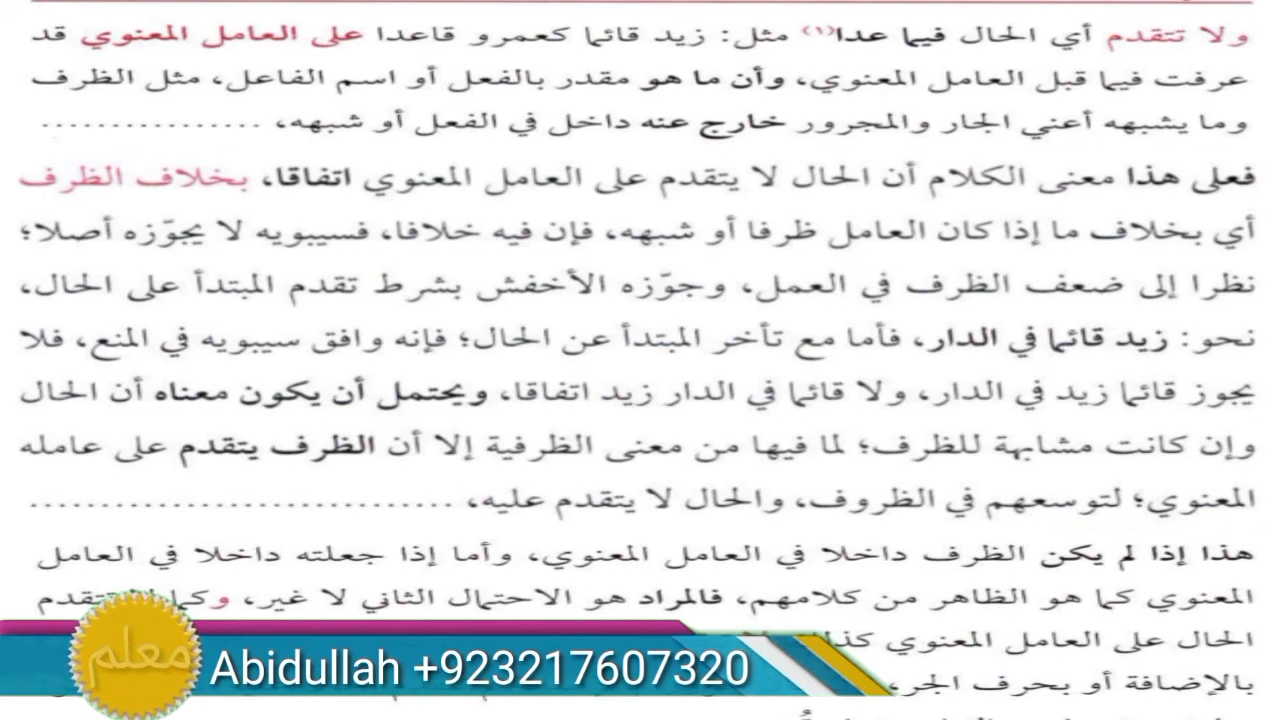 ولا تتقدم أي الحال فيما عدا(١) مثل: زيد قائما كعمرو قاعدا على العامل المعنوي قد
عرفت فيما قبل العامل المعنوي، وأن ما هو مقدر بالفعل أو اسم الفاعل، مثل الظرف
وما يشبهه أعني الجار والمجرور خارج عنه داخل في الفعل أو شبهه، ................
فعلى هذا معنى الكلام أن الحال لا يتقدم على العامل المعنوي اتفاقا، بخلاف الظرف
أي بخلاف ما إذا كان العامل ظرفا أو شبهه، فإن فيه خلافا، فسيبويه لا يجوّزه أصلا؛
نظرا إلى ضعف الظرف في العمل، وجوّزه الأخفش بشرط تقدم المبتدأ على الحال،
نحو: زيد قائما في الدار، فأما مع تأخر المبتدأ عن الحال؛ فإنه وافق سيبويه في المنع، فلا
يجوز قائما زيد في الدار، ولا قائما في الدار زيد اتفاقا، ويحتمل أن يكون معناه أن الحال
وإن كانت مشابهة للظرف؛ لما فيها من معنى الظرفية إلا أن الظرف يتقدم على عامله
المعنوي؛ لتوسعهم في الظروف، والحال لا يتقدم عليه، ..............................
هذا إذا لم يكن الظرف داخلا في العامل المعنوي، وأما إذا جعلته داخلا في العامل
المعنوي كما هو الظاهر من كلامهم، فالمراد هو الاحتمال الثاني لا غير، وكما تتقدم
الحال على العامل المعنوي
بالإضافة أو بحرف الجر،
معلم
Abidullah +923217607320